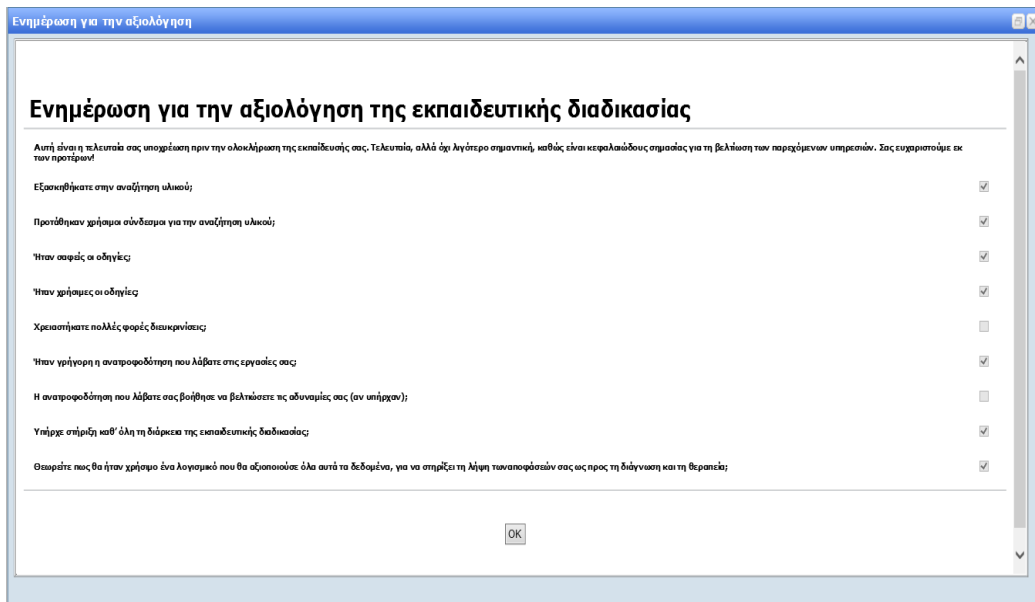 Ενημέρωση για την αξιολόγηση
Ενημέρωση για την αξιολόγηση της εκπαιδευτικής διαδικασίας
Αυτή είναι η τελευταία σας υποχρέωση πριν την ολοκλήρωση της εκπαίδευσής σας. Τελευταία, αλλά όχι λιγότερο σημαντική, καθώς είναι κεφαλαιώδους σημασίας για τη βελτίωση των παρεχόμενων υπηρεσιών. Σας ευχαριστούμε εκ
των προτέρων!
Εξασκηθήκατε στην αναζήτηση υλικού;
Προτάθηκαν χρήσιμοι σύνδεσμοι για την αναζήτηση υλικού;
Ήταν σαφείς οι οδηγίες;
Ήταν χρήσιμες οι οδηγίες;
Χρειαστήκατε πολλές φορές διευκρινίσεις;
Ήταν γρήγορη η ανατροφοδότηση που λάβατε στις εργασίες σας;
Η ανατροφοδότηση που λάβατε σας βοήθησε να βελτιώσετε τις αδυναμίες σας (αν υπήρχαν);
Υπήρχε στήριξη καθ' όλη τη διάρκεια της εκπαιδευτικής διαδικασίας;
Θεωρείτε πως θα ήταν χρήσιμο ένα λογισμικό που θα αξιοποιούσε όλα αυτά τα δεδομένα, για να στηρίξει τη λήψη τωναποφάσεών σας ως προς τη διάγνωση και τη θεραπεία;
OK